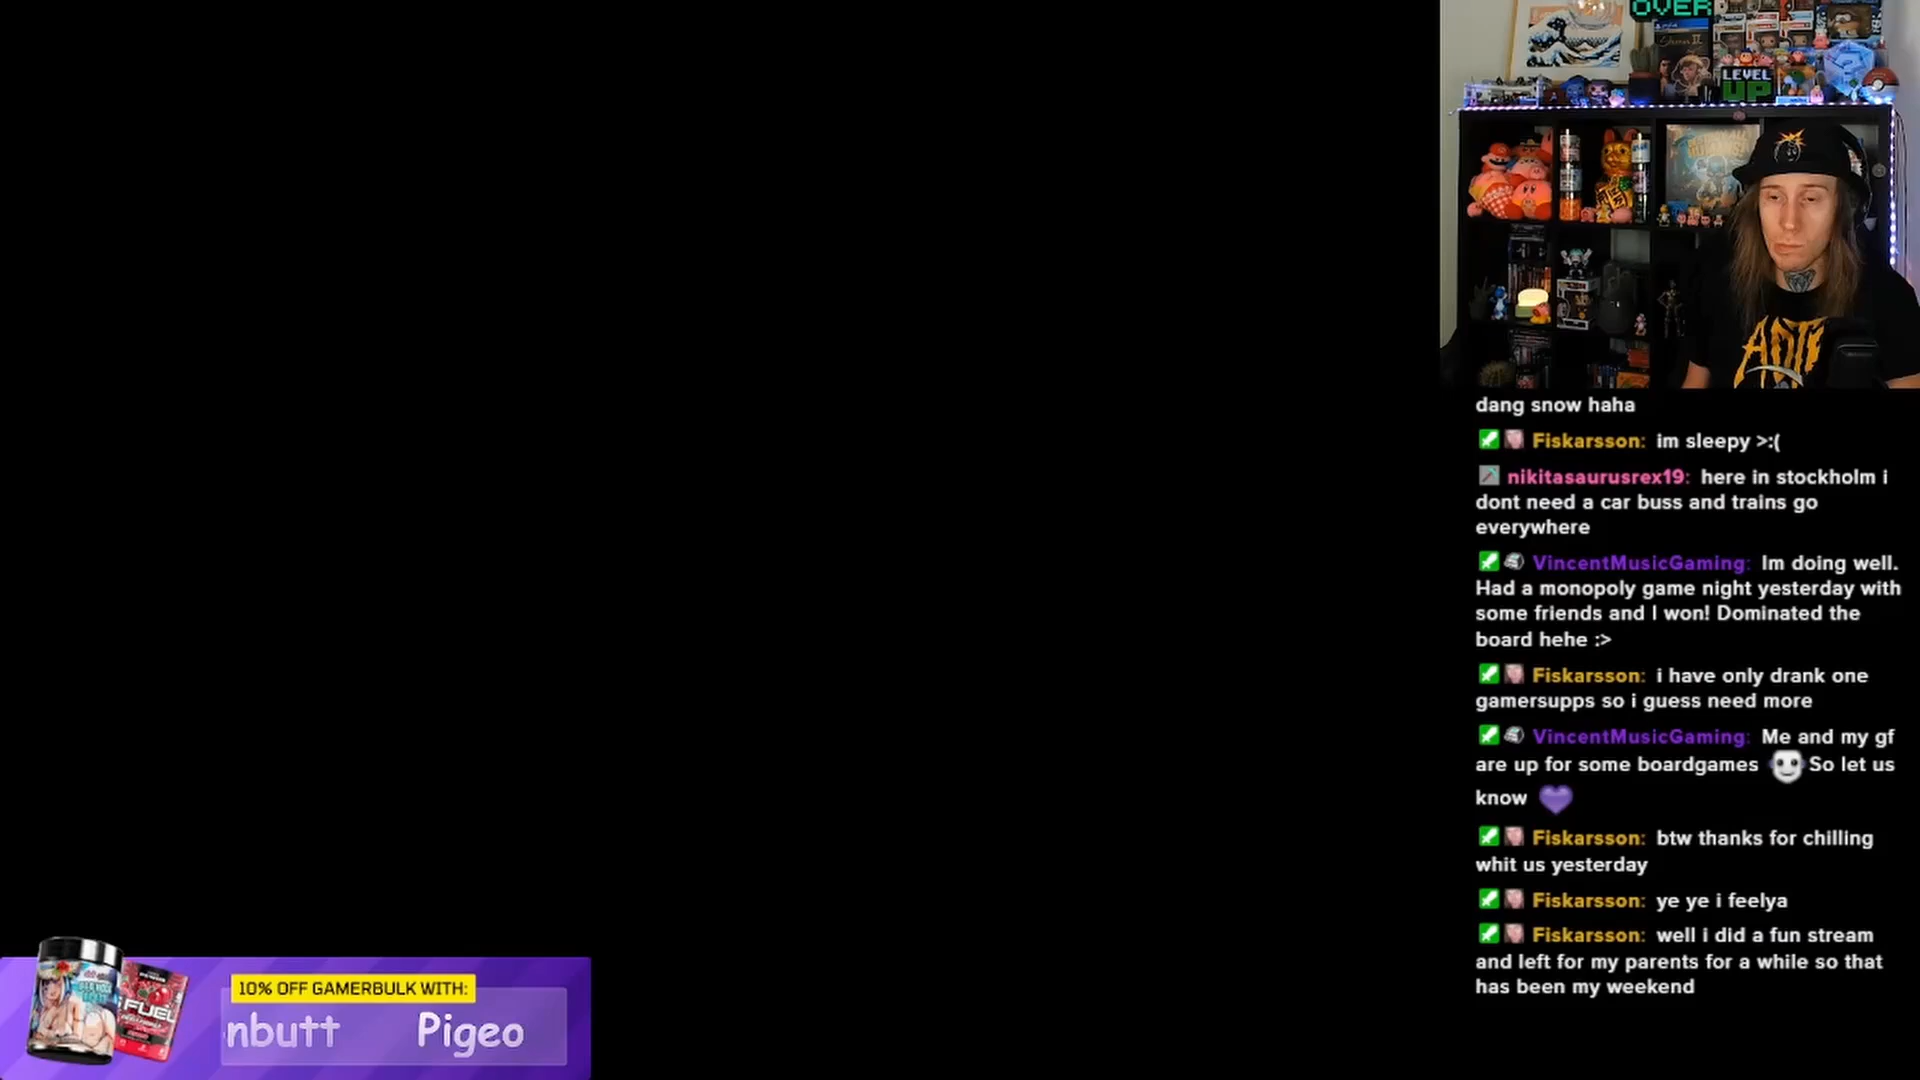 OVER
LEVEL
UP
ANTI
dang snow haha
Fiskarsson: im sleepy >:(
nikitasaurusrex19: here in stockholm i
dont need a car buss and trains go
everywhere
VincentMusicGaming: Im doing well.
Had a monopoly game night yesterday with
some friends and I won! Dominated the
board hehe :>
Fiskarsson: i have only drank one
gamersupps so i guess need more
VincentMusicGaming: Me and my gf
are up for some boardgames So let us
know
Fiskarsson: btw thanks for chilling
whit us yesterday
Fiskarsson: ye ye i feelya
Fiskarsson: well i did a fun stream
and left for my parents for a while so that
has been my weekend
10% OFF GAMERBULK WITH:
nbutt Pigeo
FUEL